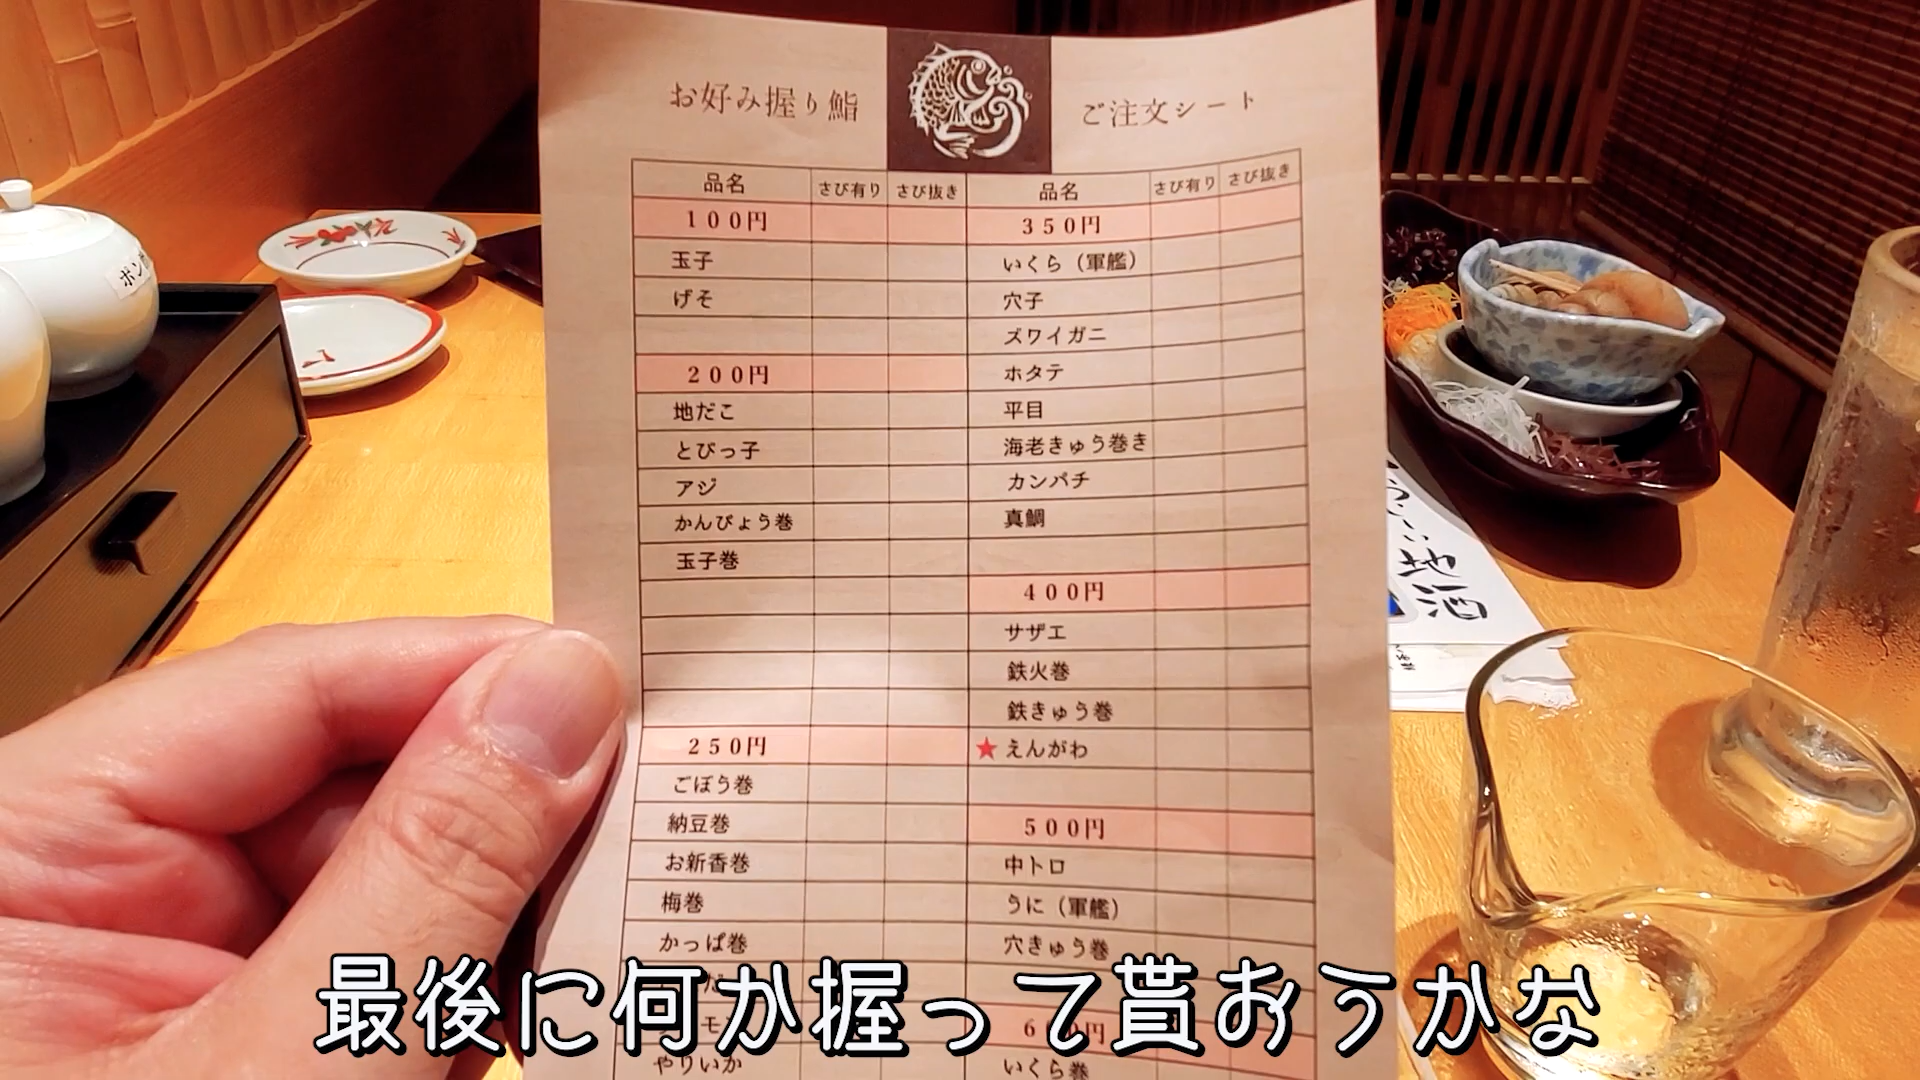 お好み握り鮨
ご注文シート
品名 さび有り さび抜き
100円
玉子
げそ
200円
地だこ
とびっ子
アジ
かんぴょう巻
玉子巻
250円
ごぼう巻
納豆巻
お新香巻
梅巻
かっぱ巻
やりいか
品名 さび有り さび抜き
350円
いくら（軍艦）
穴子
ズワイガニ
ホタテ
平目
海老きゅう巻き
カンパチ
真鯛
400円
サザエ
鉄火巻
鉄きゅう巻
★えんがわ
500円
中トロ
うに（軍艦）
穴きゅう巻
600円
いくら巻
地酒
最後に何か握って貰おうかな